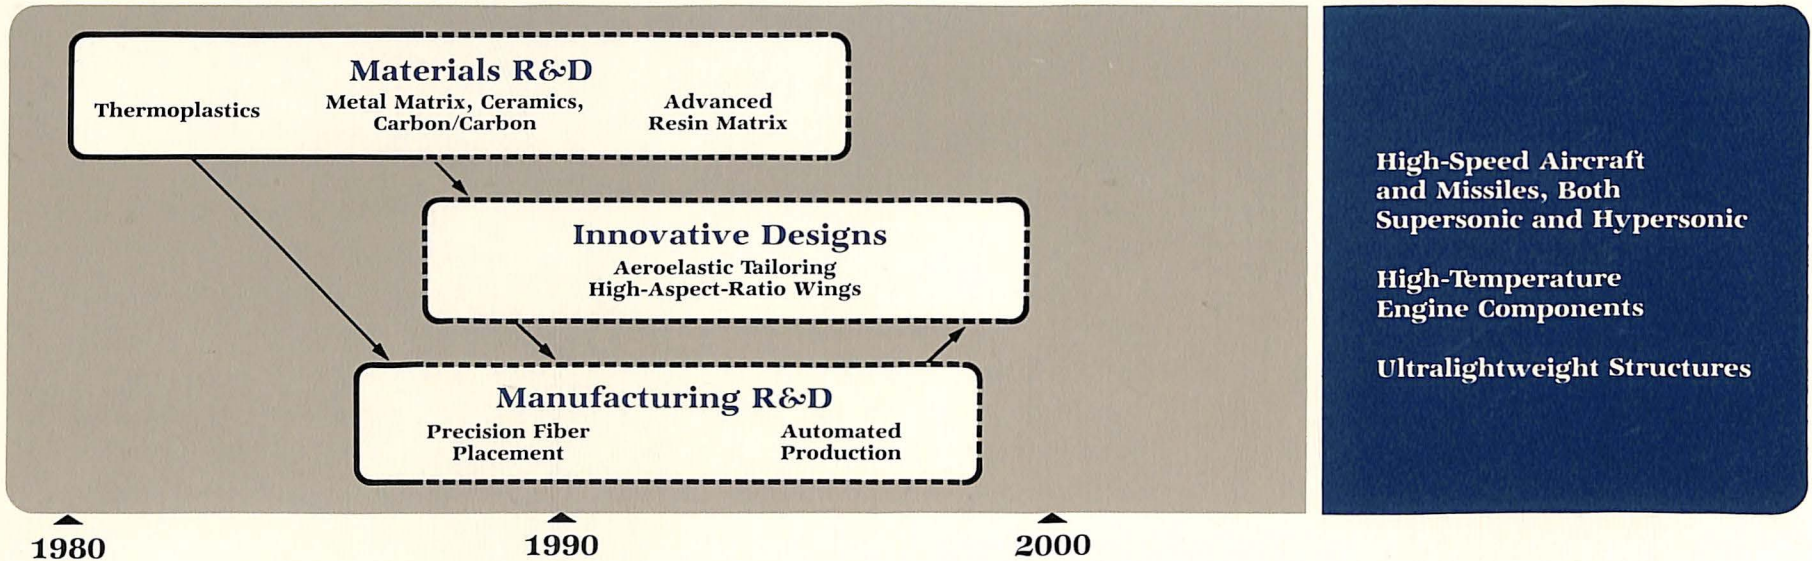 Materials R&D
Thermoplastics
Metal Matrix, Ceramics,
Carbon/Carbon
Advanced
Resin Matrix
Innovative Designs
Aeroelastic Tailoring
High-Aspect-Ratio Wings
Manufacturing R&D
Precision Fiber
Placement
Automated
Production
1980
1990
2000
High-Speed Aircraft
and Missiles, Both
Supersonic and Hypersonic
High-Temperature
Engine Components
Ultralightweight Structures